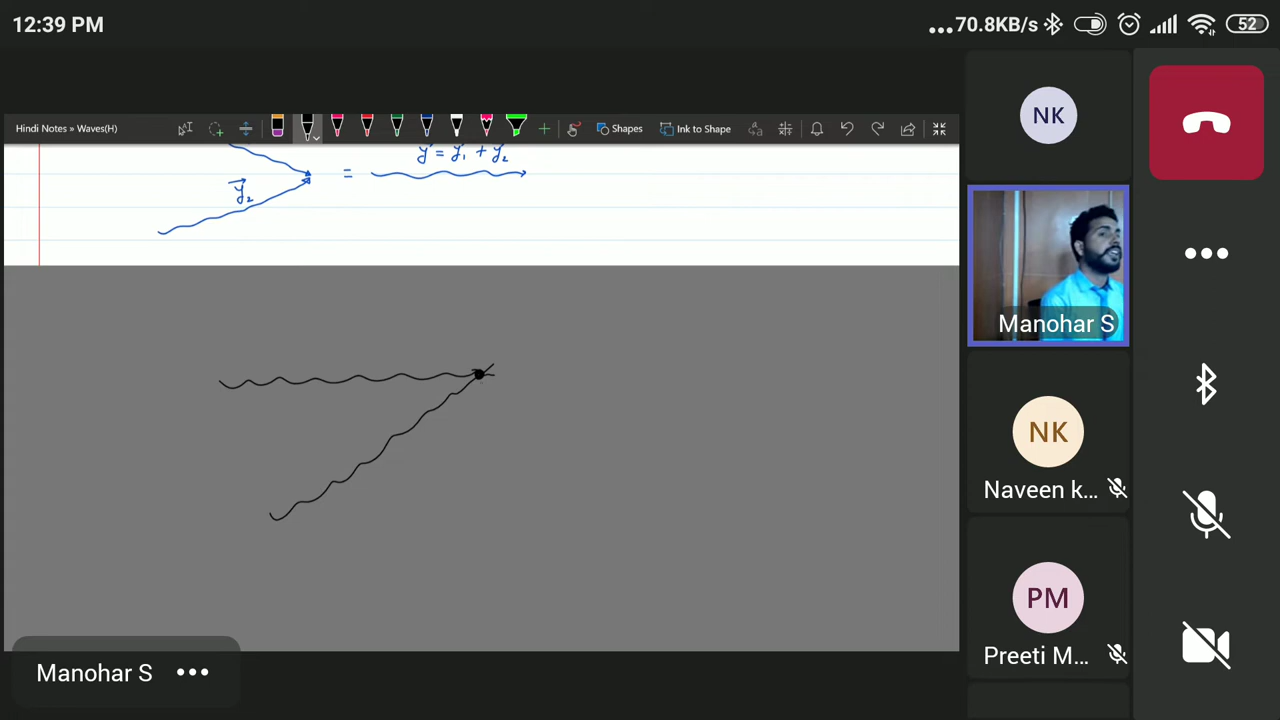 12:39 PM
...70.8KB/s
52
Hindi Notes » Waves(H)
Shapes
Ink to Shape
y = y₁ + y₂
y₂
=
NK
Manohar S
NK
Naveen k...
PM
Preeti M...
Manohar S